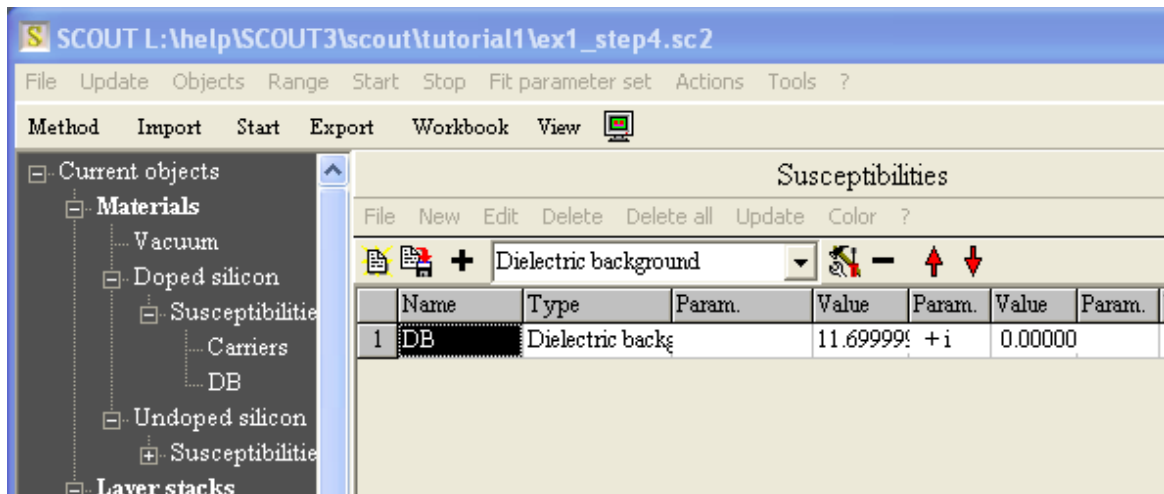 SCOUT L:\help\SCOUT3\scout\tutorial1\ex1_step4.sc2
File Update Objects Range Start Stop Fit parameter set Actions Tools ?
Method Import Start Export Workbook View
Current objects
Materials
Vacuum
Doped silicon
Susceptibilitie
Carriers
DB
Undoped silicon
Susceptibilitie
Layer stacks
Susceptibilities
File New Edit Delete Delete all Update Color ?
Dielectric background
Name Type Param. Value Param. Value Param.
1 DB Dielectric backg 11.699999 +i 0.00000